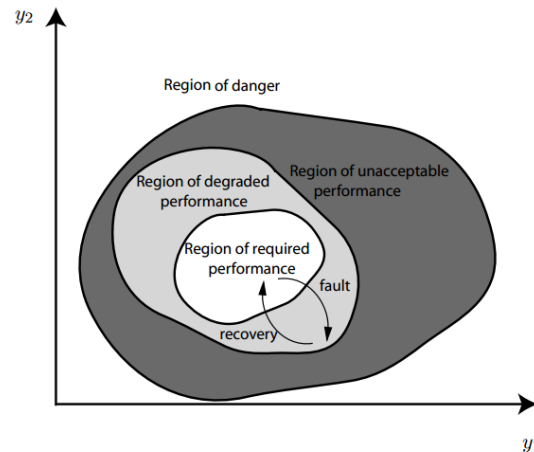 y₂
Region of danger
Region of unacceptable
performance
Region of degraded
performance
Region of required
performance
fault
recovery